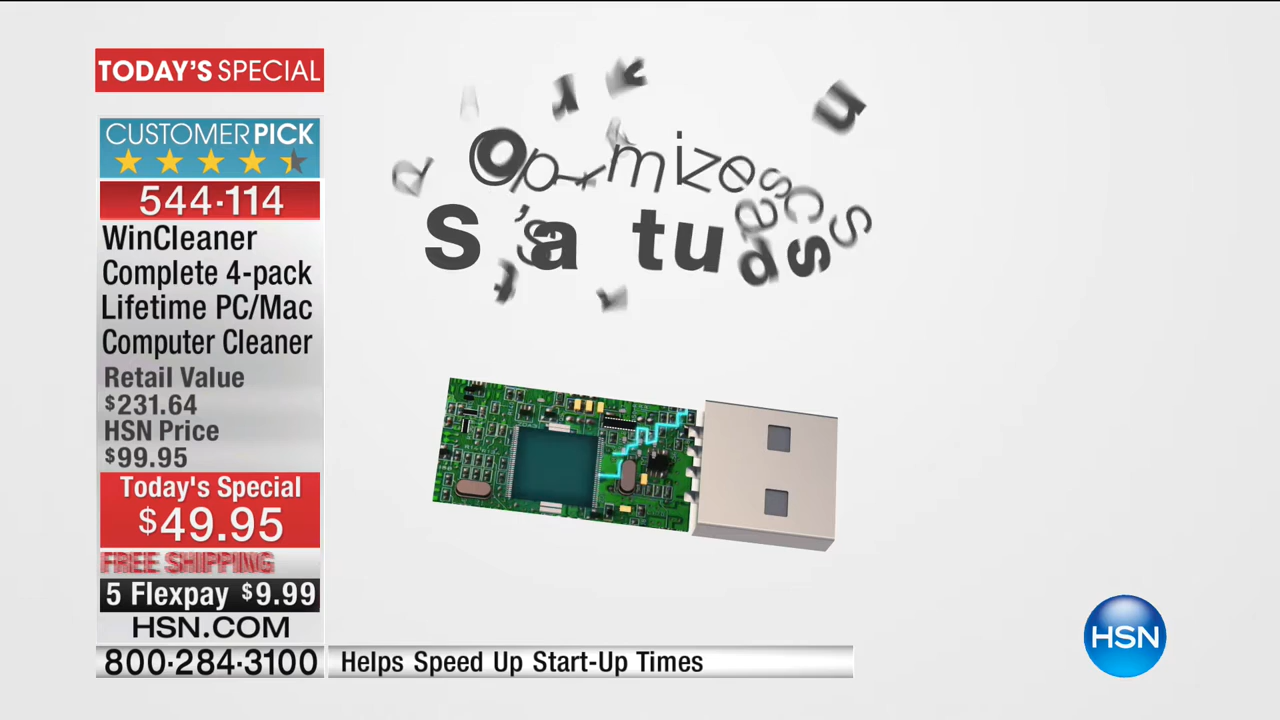 TODAY'S SPECIAL
CUSTOMER PICK
544-114
WinCleaner
Complete 4-pack
Lifetime PC/Mac
Computer Cleaner
Retail Value
$231.64
HSN Price
$99.95
Today's Special
$49.95
FREE SHIPPING
5 Flexpay $9.99
HSN.COM
800-284-3100
Helps Speed Up Start-Up Times
HSN